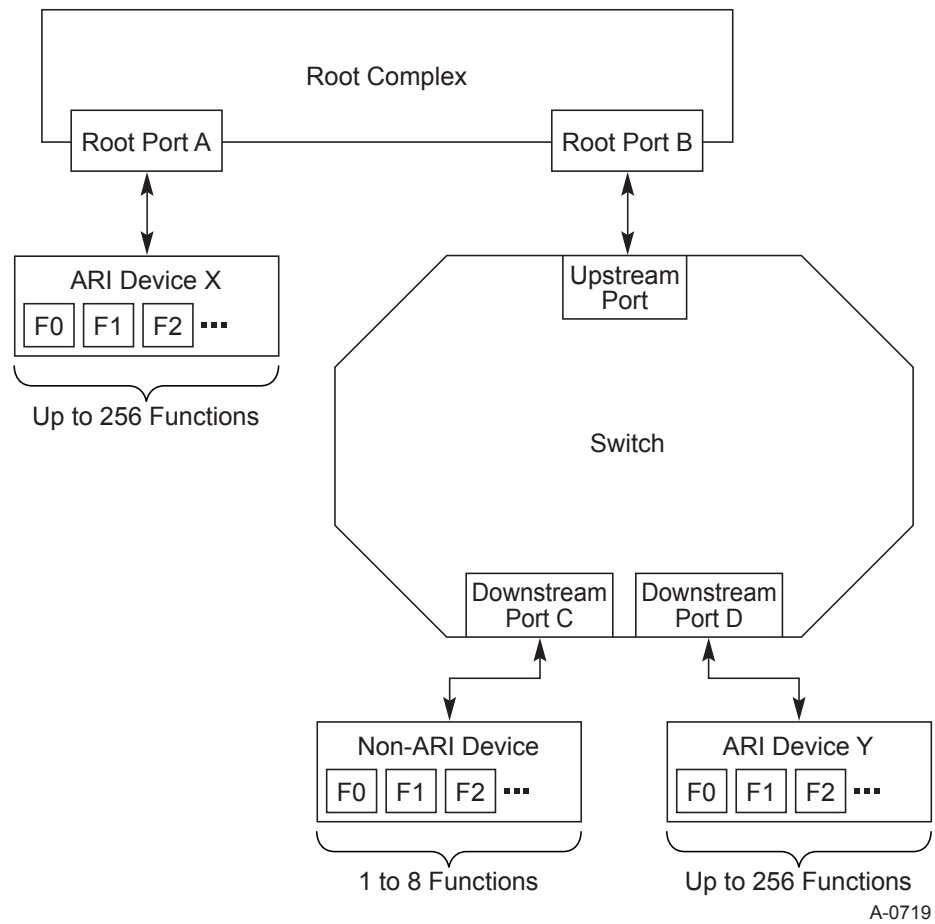 Root Complex
Root Port A
Root Port B
ARI Device X
F0 F1 F2 ...
Up to 256 Functions
Upstream
Port
Switch
Downstream
Port C
Downstream
Port D
Non-ARI Device
F0 F1 F2 ...
1 to 8 Functions
ARI Device Y
F0 F1 F2 ...
Up to 256 Functions
A-0719